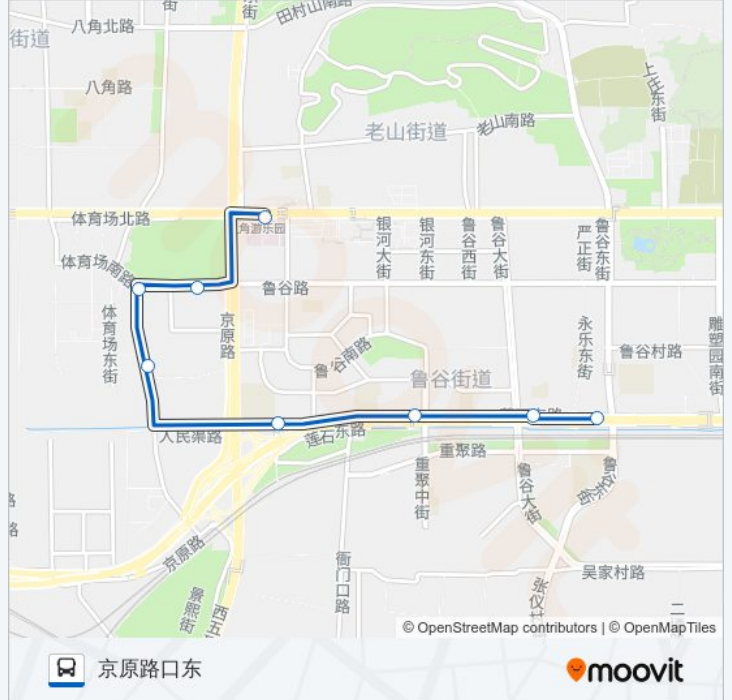 街道
八角北路
田村山南路
八角路
上庄东街
老山街道
老山南路
体育场北路
角游乐园
银河大街
银河东街
鲁谷西街
鲁谷大街
严正街
鲁谷东街
体育场南路
鲁谷路
体育场东街
京原路
鲁谷南路
永乐东街
鲁谷村路
雕塑园南街
鲁谷街道
人民渠路
莲石东路
重聚路
重聚中街
鲁谷大街
京原路
衙门口路
吴家村路
景熙街
西五
张仪村
© OpenStreetMap contributors | © OpenMapTiles
京原路口东
moovit